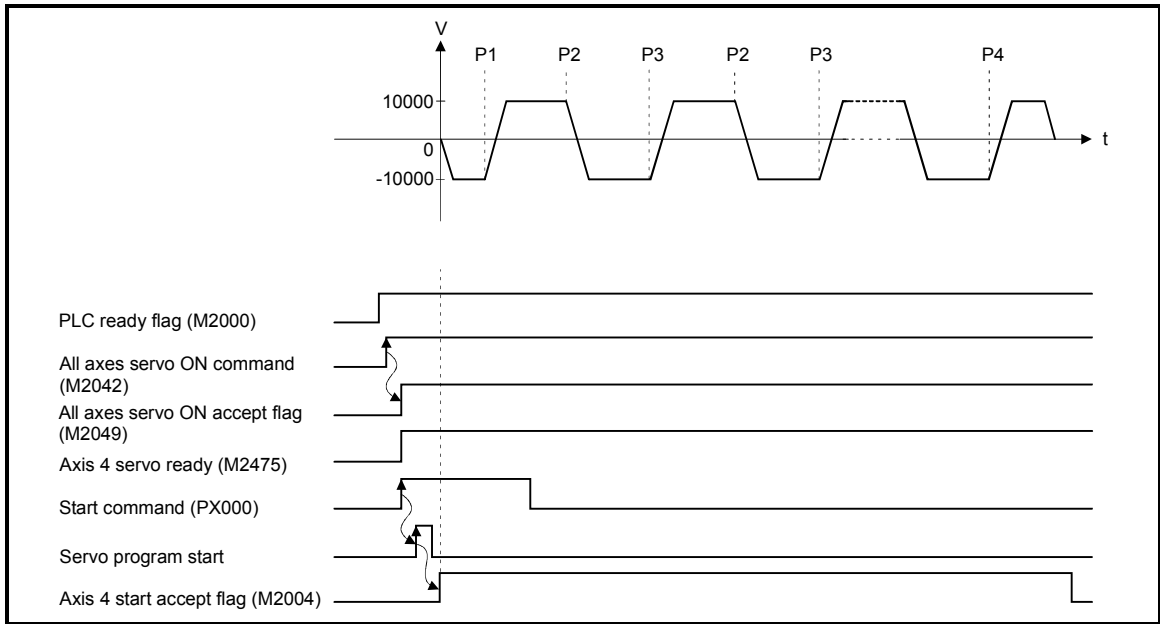 V
P1 P2 P3 P2 P3 P4
10000
0
t
-10000
PLC ready flag (M2000)
All axes servo ON command
(M2042)
All axes servo ON accept flag
(M2049)
Axis 4 servo ready (M2475)
Start command (PX000)
Servo program start
Axis 4 start accept flag (M2004)